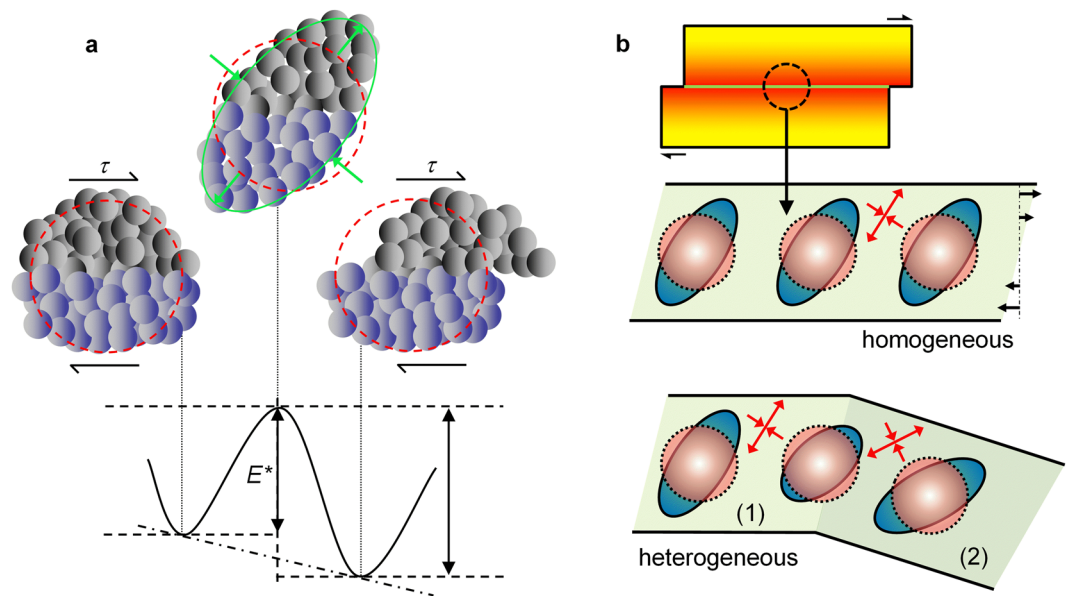 a
τ
τ
E*
b
homogeneous
(1)
heterogeneous
(2)